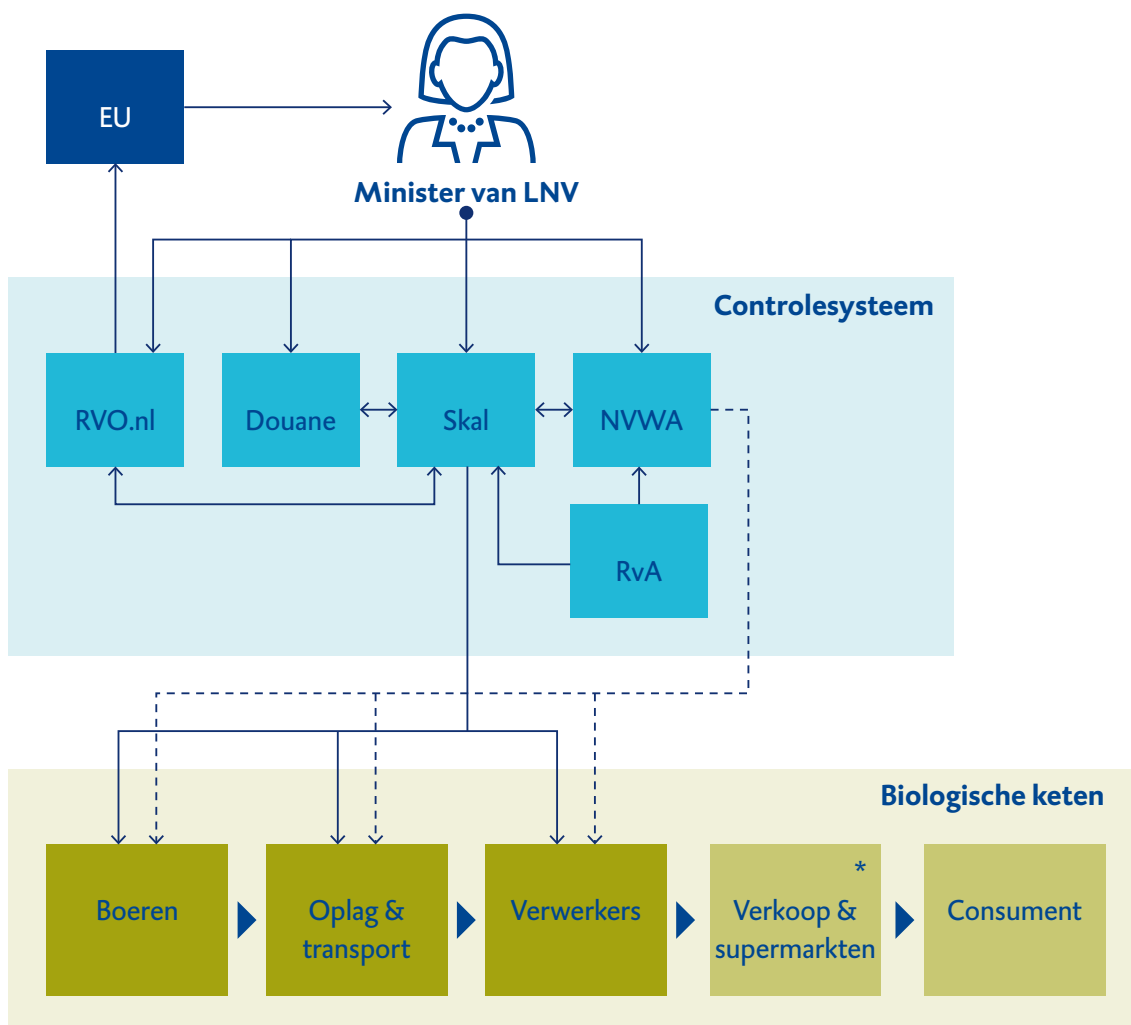 EU
Minister van LNV
Controlesysteem
RVO.nl
Douane
Skal
NVWA
RvA
Biologische keten
Boeren
Oplag &
transport
Verwerkers
*
Verkoop &
supermarkten
Consument